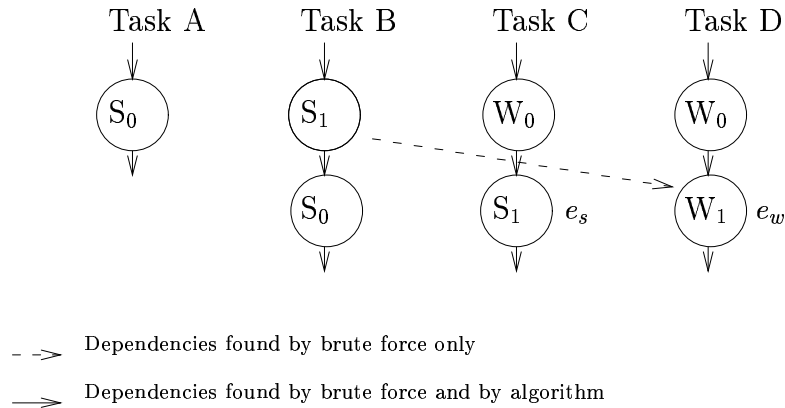 Task A Task B Task C Task D
S₀ S₁ W₀ W₀
S₀ S₁ eₛ W₁ e_w
Dependencies found by brute force only
Dependencies found by brute force and by algorithm